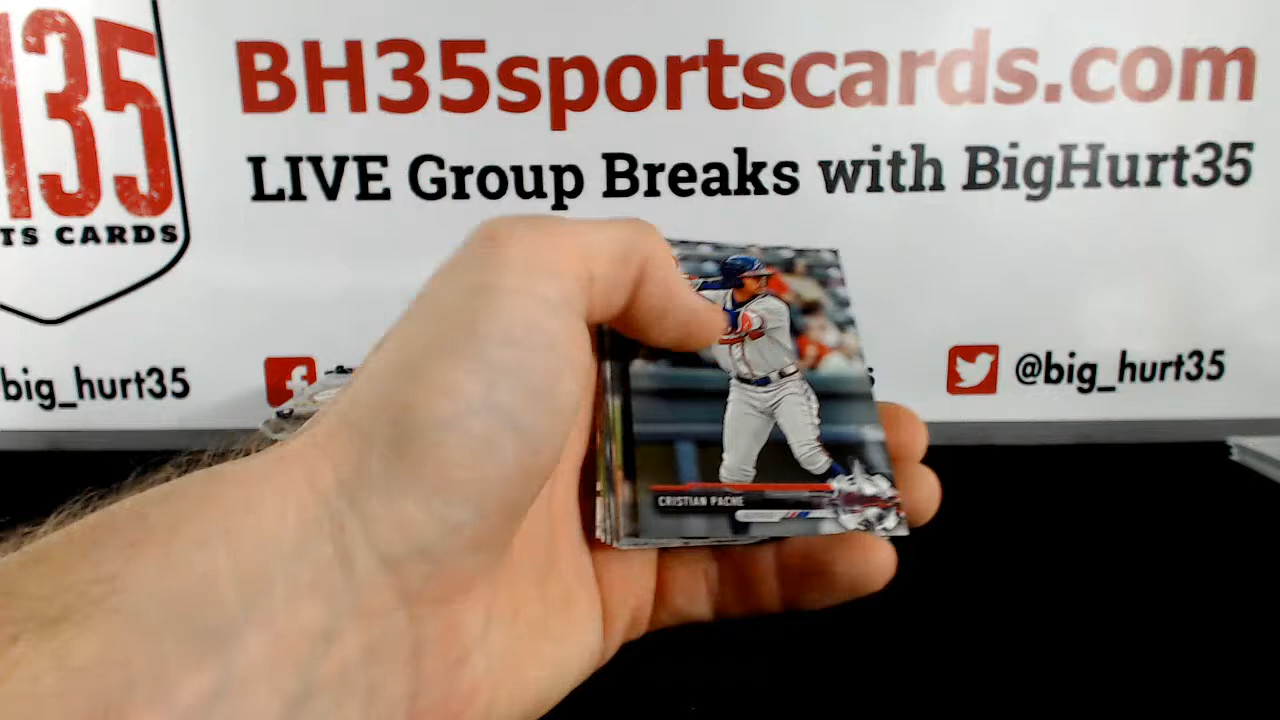 135
TS CARDS
BH35sportscards.com
LIVE Group Breaks with BigHurt35
big_hurt35
@big_hurt35
CRISTIAN PACHE